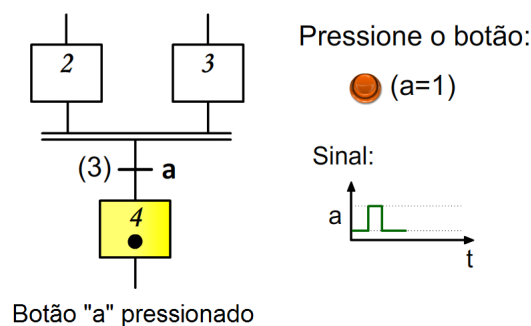 2
3
Pressione o botão:
(a=1)
(3)
a
Sinal:
a
t
4
Botão "a" pressionado